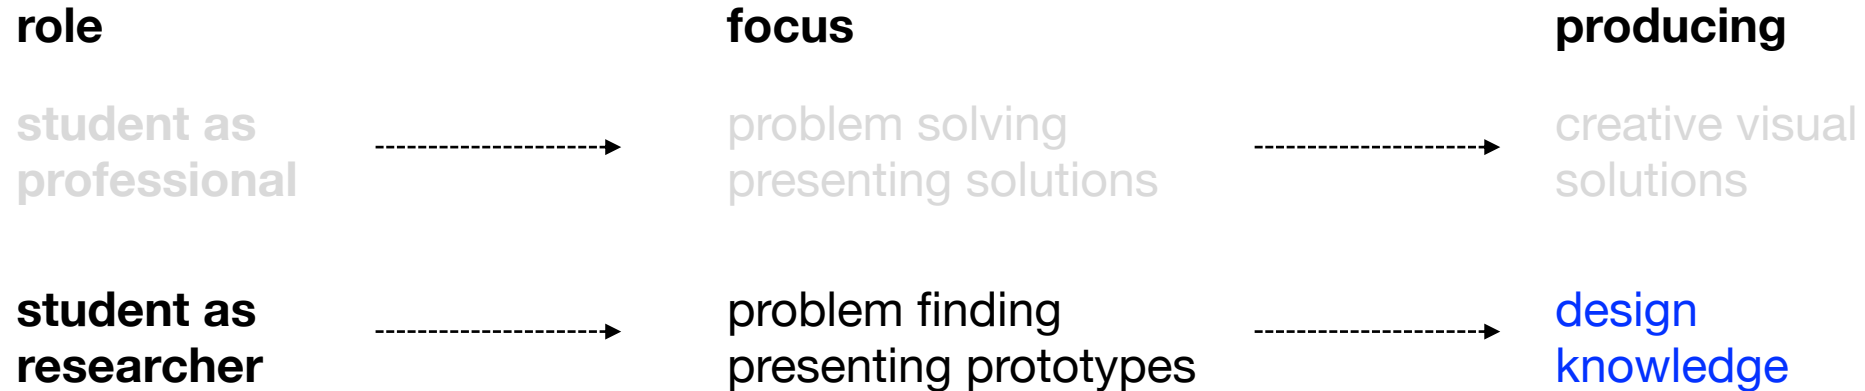 role
focus
producing
student as
professional
problem solving
presenting solutions
creative visual
solutions
student as
researcher
problem finding
presenting prototypes
design
knowledge